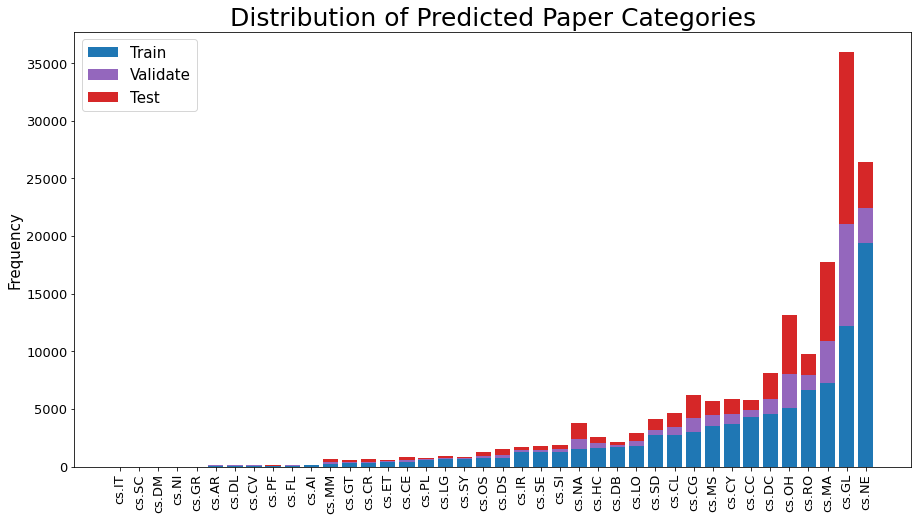 Distribution of Predicted Paper Categories
Train
Validate
Test
Frequency
35000
30000
25000
20000
15000
10000
5000
0
cs.IT
cs.SC
cs.DM
cs.NI
cs.GR
cs.AR
cs.DL
cs.CV
cs.PF
cs.FL
cs.AI
cs.MM
cs.GT
cs.CR
cs.ET
cs.CE
cs.PL
cs.LG
cs.SY
cs.OS
cs.DS
cs.IR
cs.SE
cs.SI
cs.NA
cs.HC
cs.DB
cs.LO
cs.SD
cs.CL
cs.CG
cs.MS
cs.CY
cs.CC
cs.DC
cs.OH
cs.RO
cs.MA
cs.GL
cs.NE